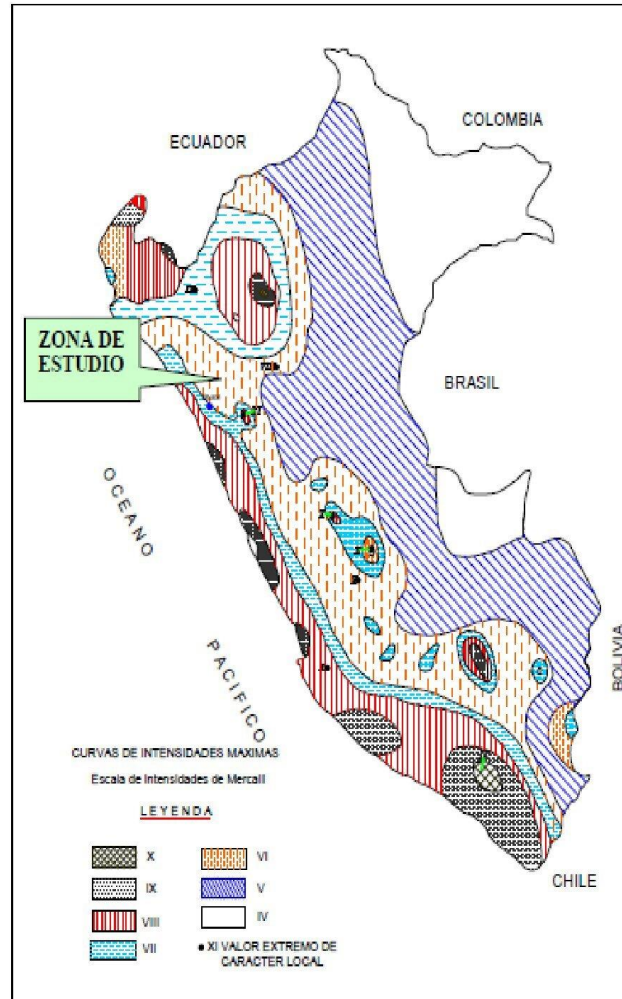 COLOMBIA
ECUADOR
ZONA DE
ESTUDIO
BRASIL
OCEANO
PACIFICO
BOLIVIA
CURVAS DE INTENSIDADES MAXIMAS
Escala de Intensidades de Mercall
LEYENDA
X
VI
IX
V
VIII
IV
VII
XI VALOR EXTREMO DE
CARACTER LOCAL
CHILE